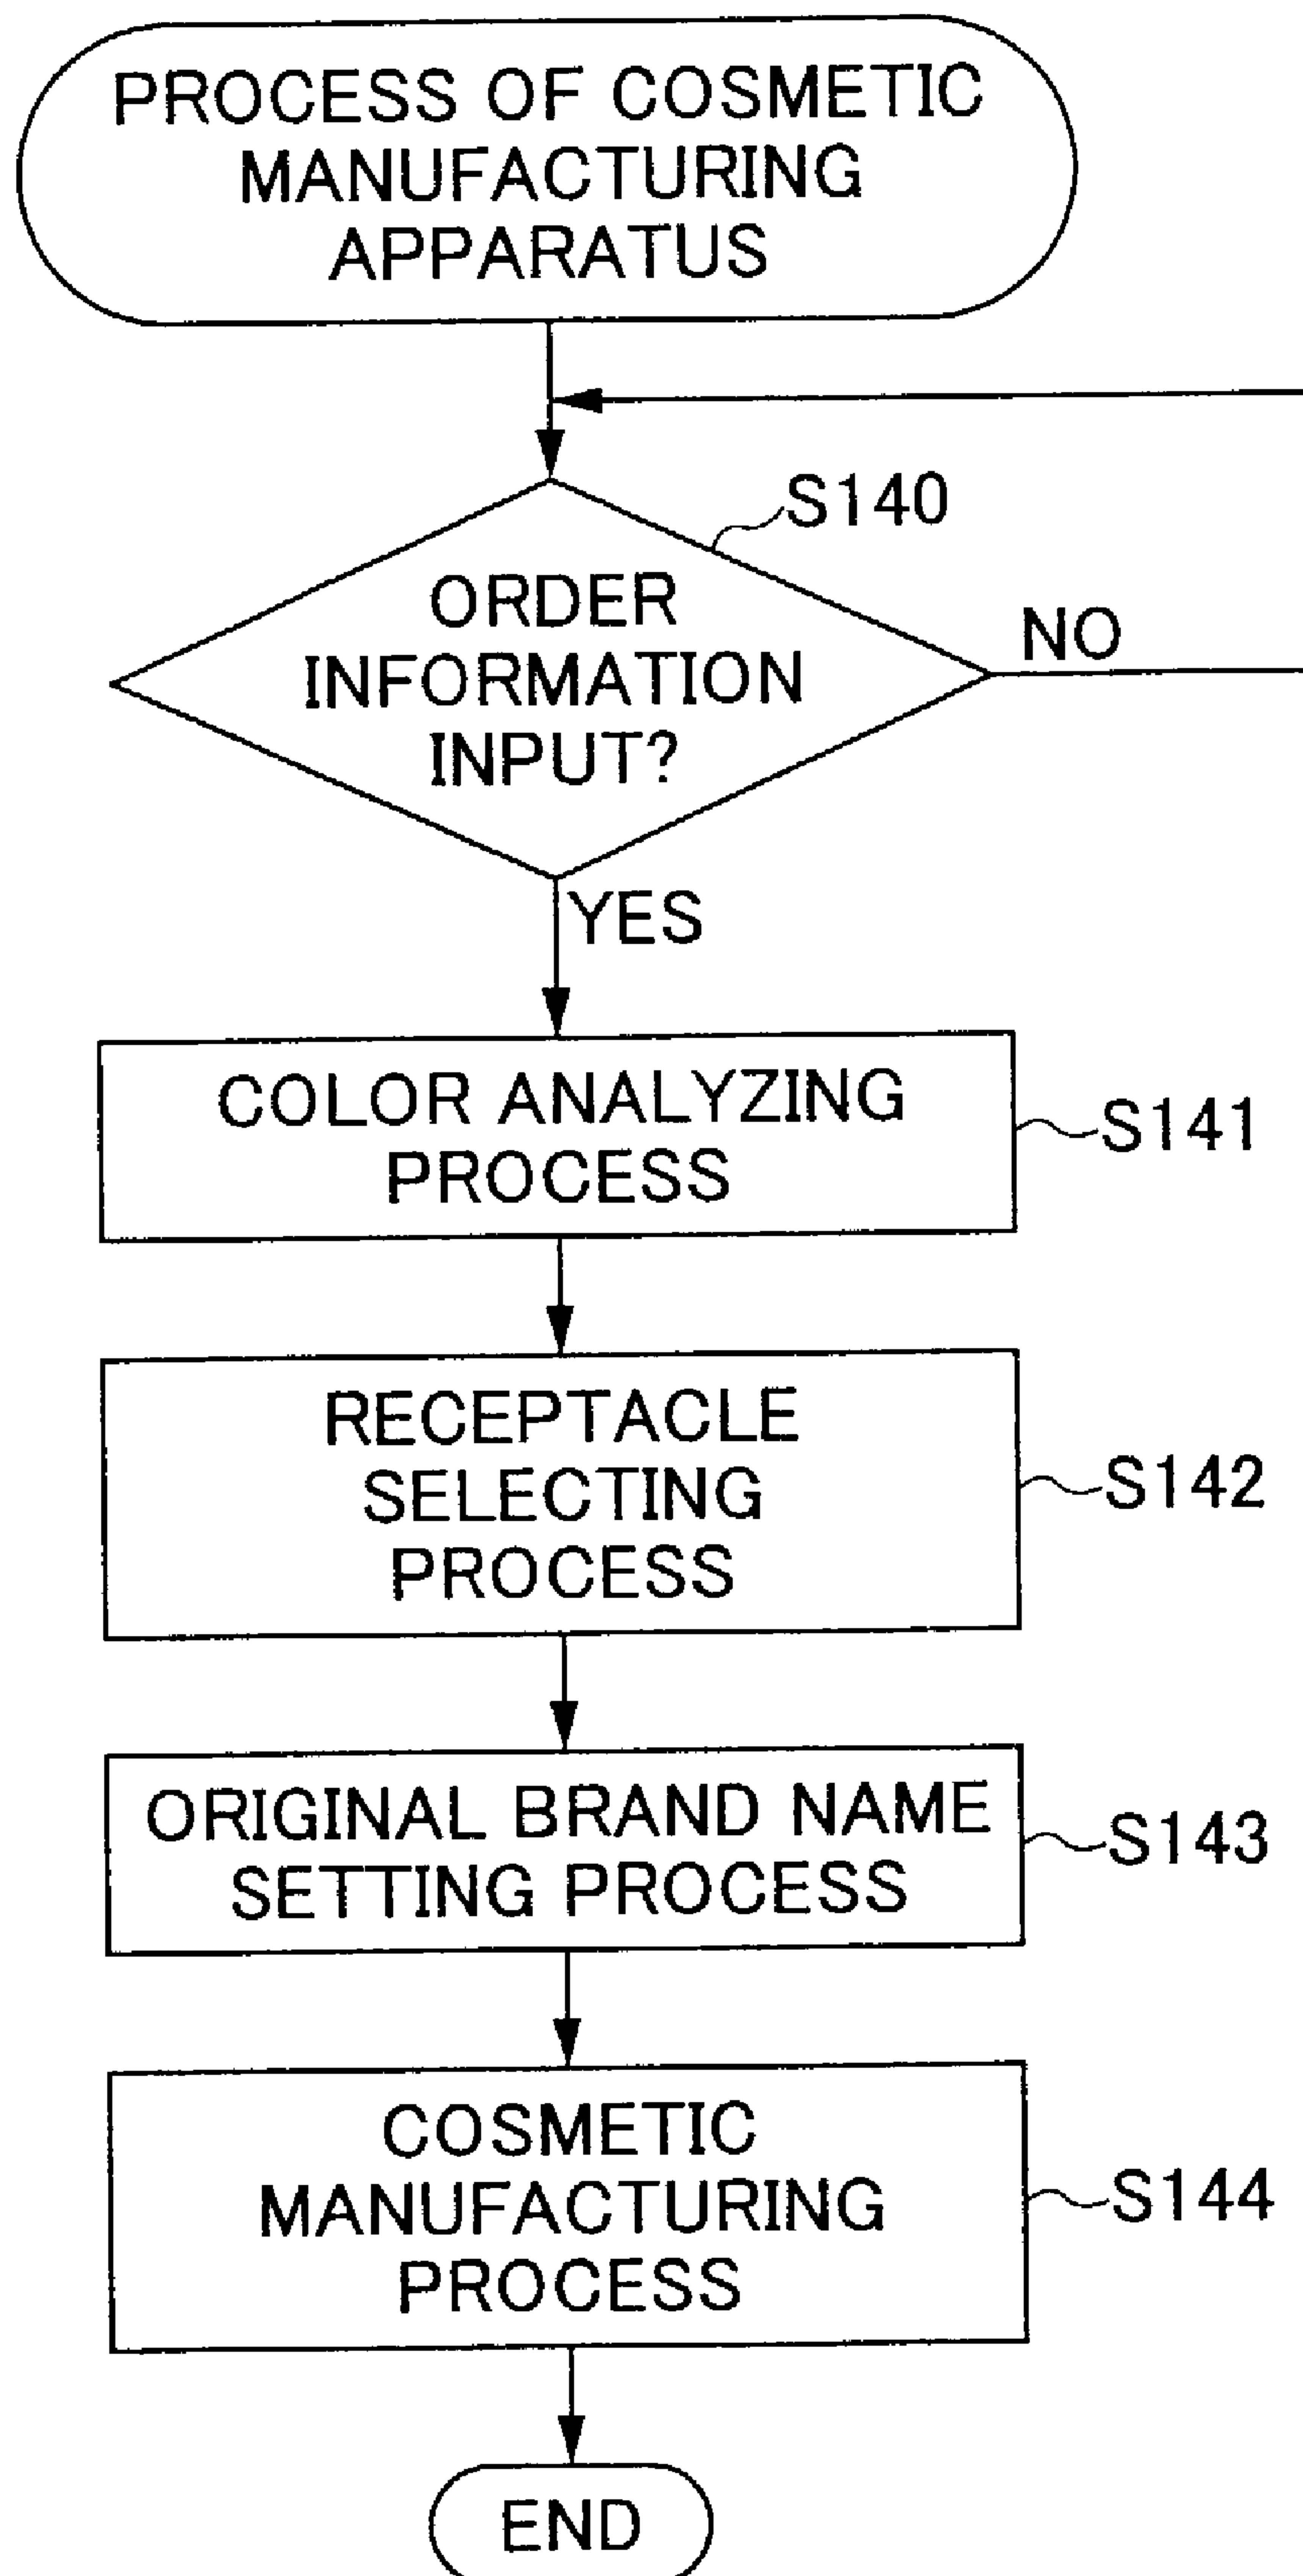 PROCESS OF COSMETIC
MANUFACTURING
APPARATUS
S140
ORDER
INFORMATION
INPUT?
NO
YES
COLOR ANALYZING
PROCESS
S141
RECEPTACLE
SELECTING
PROCESS
S142
ORIGINAL BRAND NAME
SETTING PROCESS
S143
COSMETIC
MANUFACTURING
PROCESS
S144
END